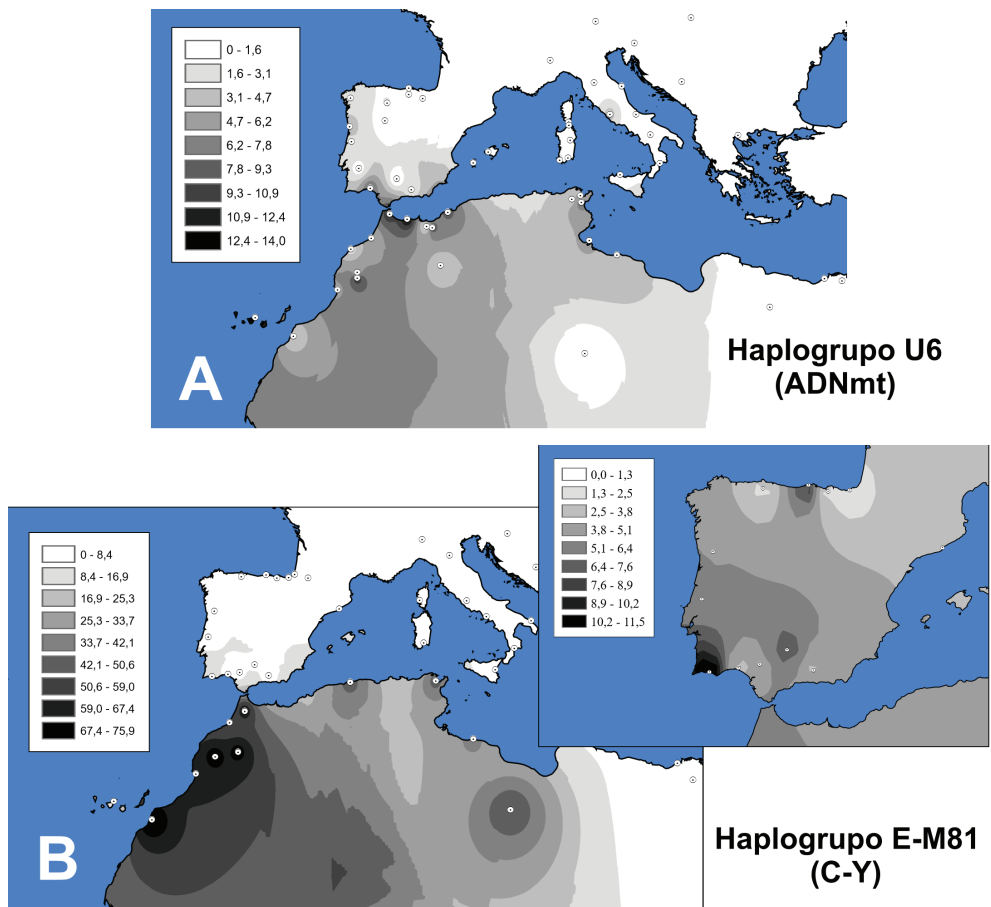 0 - 1,6
1,6 - 3,1
3,1 - 4,7
4,7 - 6,2
6,2 - 7,8
7,8 - 9,3
9,3 - 10,9
10,9 - 12,4
12,4 - 14,0
A
Haplogrupo U6
(ADNmt)
0,0 - 1,3
1,3 - 2,5
2,5 - 3,8
3,8 - 5,1
5,1 - 6,4
6,4 - 7,6
7,6 - 8,9
8,9 - 10,2
10,2 - 11,5
0 - 8,4
8,4 - 16,9
16,9 - 25,3
25,3 - 33,7
33,7 - 42,1
42,1 - 50,6
50,6 - 59,0
59,0 - 67,4
67,4 - 75,9
B
Haplogrupo E-M81
(C-Y)